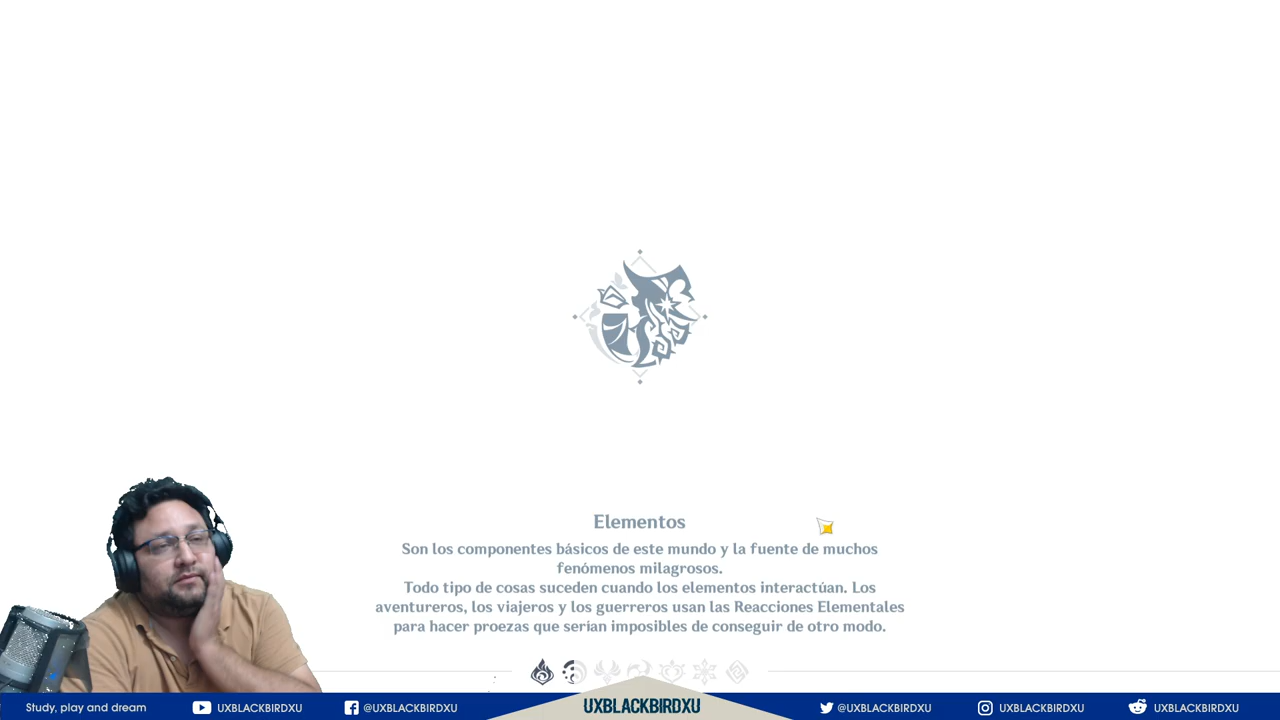 Elementos
Son los componentes básicos de este mundo y la fuente de muchos
fenómenos milagrosos.
Todo tipo de cosas suceden cuando los elementos interactúan. Los
aventureros, los viajeros y los guerreros usan las Reacciones Elementales
para hacer proezas que serían imposibles de conseguir de otro modo.
Study, play and dream
UXBLACKBIRDXU
@UXBLACKBIRDXU
UXBLACKBIRDXU
@UXBLACKBIRDXU
UXBLACKBIRDXU
UXBLACKBIRDXU